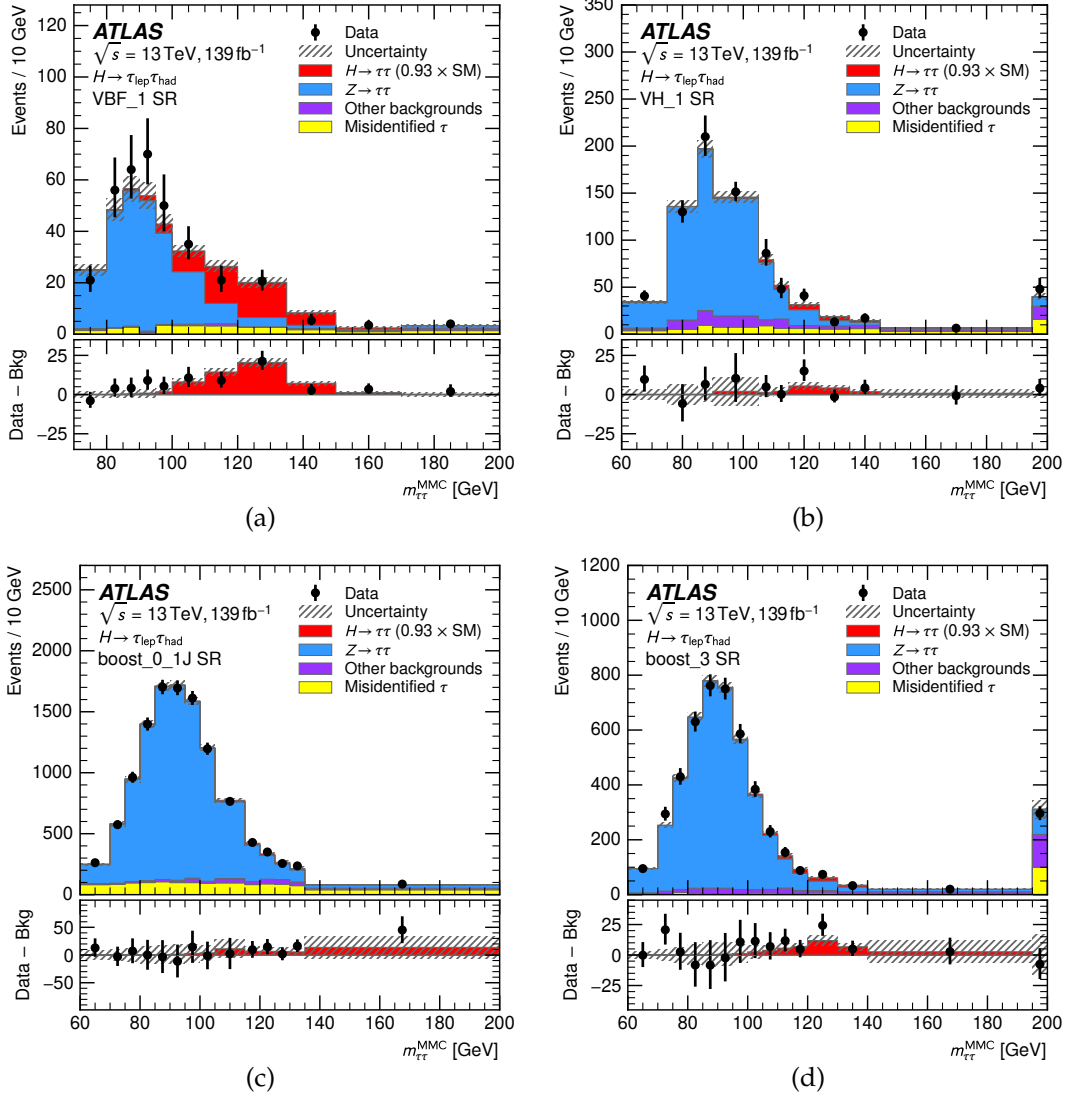 Events / 10 GeV
120
100
80
60
40
20
0
ATLAS
√s = 13 TeV, 139 fb⁻¹
H→ τlepτhad
VBF_1 SR
Data
Uncertainty
H→ ττ (0.93 × SM)
Z→ ττ
Other backgrounds
Misidentified τ
Data − Bkg
25
0
−25
80 100 120 140 160 180 200
mττ^MMC [GeV]
(a)
Events / 10 GeV
350
300
250
200
150
100
50
0
ATLAS
√s = 13 TeV, 139 fb⁻¹
H→ τlepτhad
VH_1 SR
Data
Uncertainty
H→ ττ (0.93 × SM)
Z→ ττ
Other backgrounds
Misidentified τ
Data − Bkg
25
0
−25
60 80 100 120 140 160 180 200
mττ^MMC [GeV]
(b)
Events / 10 GeV
2500
2000
1500
1000
500
0
ATLAS
√s = 13 TeV, 139 fb⁻¹
H→ τlepτhad
boost_0_1J SR
Data
Uncertainty
H→ ττ (0.93 × SM)
Z→ ττ
Other backgrounds
Misidentified τ
Data − Bkg
50
0
−50
60 80 100 120 140 160 180 200
mττ^MMC [GeV]
(c)
Events / 10 GeV
1200
1000
800
600
400
200
0
ATLAS
√s = 13 TeV, 139 fb⁻¹
H→ τlepτhad
boost_3 SR
Data
Uncertainty
H→ ττ (0.93 × SM)
Z→ ττ
Other backgrounds
Misidentified τ
Data − Bkg
25
0
−25
60 80 100 120 140 160 180 200
mττ^MMC [GeV]
(d)